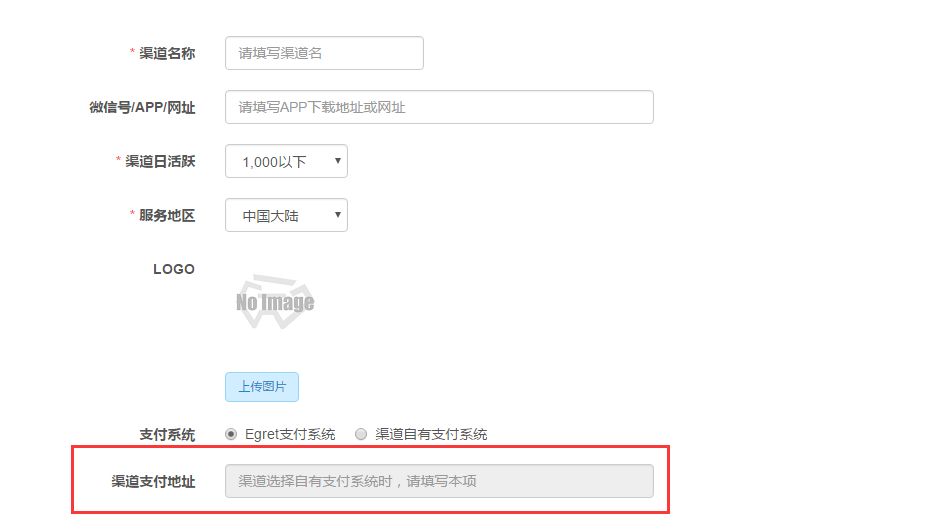 * 渠道名称 请填写渠道名
微信号/APP/网址 请填写APP下载地址或网址
* 渠道日活跃 1,000以下
* 服务地区 中国大陆
LOGO
No Image
上传图片
支付系统 Egret支付系统 渠道自有支付系统
渠道支付地址 渠道选择自有支付系统时，请填写本项